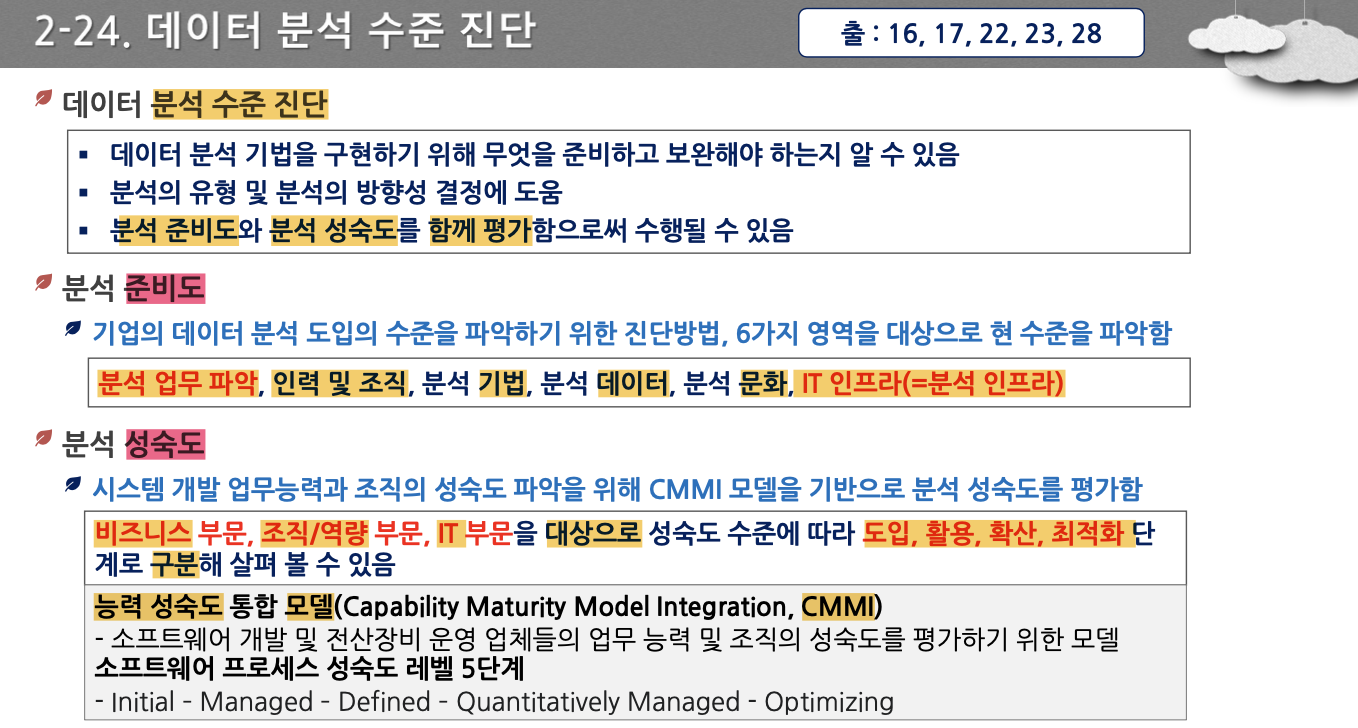 2-24. 데이터 분석 수준 진단
출 : 16, 17, 22, 23, 28
데이터 분석 수준 진단
▪ 데이터 분석 기법을 구현하기 위해 무엇을 준비하고 보완해야 하는지 알 수 있음
▪ 분석의 유형 및 분석의 방향성 결정에 도움
▪ 분석 준비도와 분석 성숙도를 함께 평가함으로써 수행될 수 있음
분석 준비도
기업의 데이터 분석 도입의 수준을 파악하기 위한 진단방법, 6가지 영역을 대상으로 현 수준을 파악함
분석 업무 파악, 인력 및 조직, 분석 기법, 분석 데이터, 분석 문화, IT 인프라(=분석 인프라)
분석 성숙도
시스템 개발 업무능력과 조직의 성숙도 파악을 위해 CMMI 모델을 기반으로 분석 성숙도를 평가함
비즈니스 부문, 조직/역량 부문, IT 부문을 대상으로 성숙도 수준에 따라 도입, 활용, 확산, 최적화 단
계로 구분해 살펴 볼 수 있음
능력 성숙도 통합 모델(Capability Maturity Model Integration, CMMI)
- 소프트웨어 개발 및 전산장비 운영 업체들의 업무 능력 및 조직의 성숙도를 평가하기 위한 모델
소프트웨어 프로세스 성숙도 레벨 5단계
- Initial - Managed - Defined - Quantitatively Managed - Optimizing